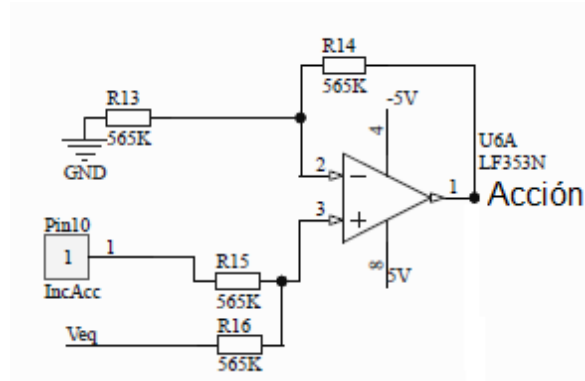 R14
565K
-5V
R13
565K
GND
4
U6A
LF353N
2
1
Acción
3
Pin10
1
1
IncAcc
R15
565K
8
5V
Veq
R16
565K